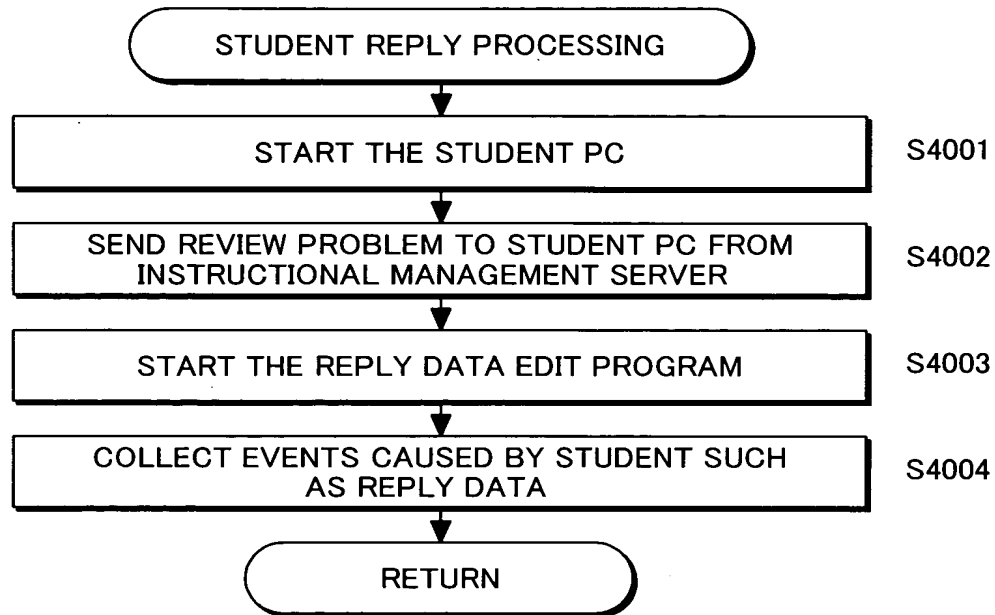 STUDENT REPLY PROCESSING
START THE STUDENT PC
S4001
SEND REVIEW PROBLEM TO STUDENT PC FROM
INSTRUCTIONAL MANAGEMENT SERVER
S4002
START THE REPLY DATA EDIT PROGRAM
S4003
COLLECT EVENTS CAUSED BY STUDENT SUCH
AS REPLY DATA
S4004
RETURN